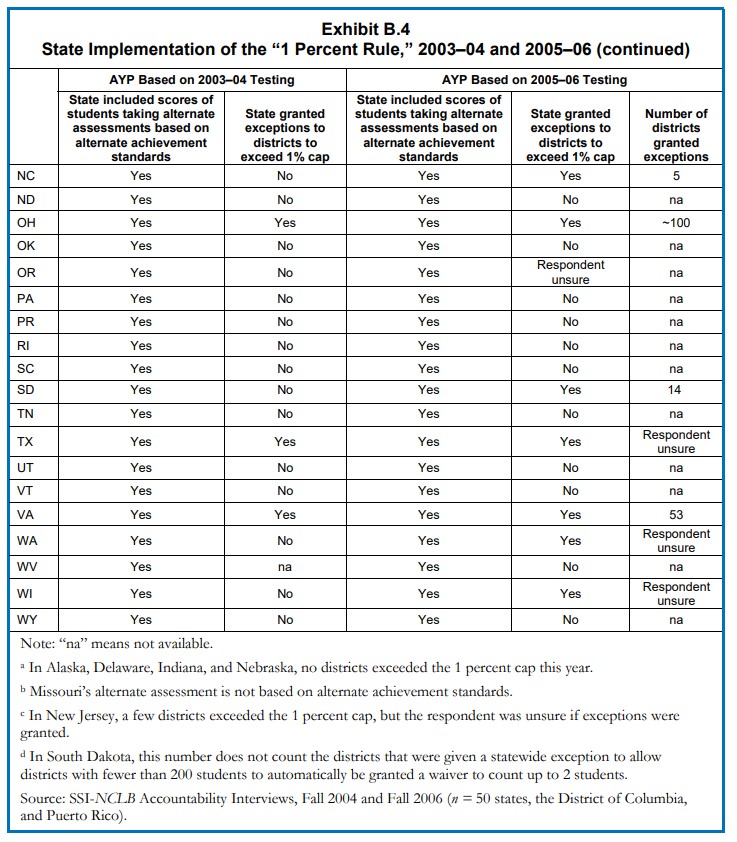 Exhibit B.4
State Implementation of the “1 Percent Rule,” 2003–04 and 2005–06 (continued)
AYP Based on 2003–04 Testing AYP Based on 2005–06 Testing
State included scores of students taking alternate assessments based on alternate achievement standards State granted exceptions to districts to exceed 1% cap State included scores of students taking alternate assessments based on alternate achievement standards State granted exceptions to districts to exceed 1% cap Number of districts granted exceptions
NC Yes No Yes Yes 5
ND Yes No Yes No na
OH Yes Yes Yes Yes ~100
OK Yes No Yes No na
OR Yes No Yes Respondent unsure na
PA Yes No Yes No na
PR Yes No Yes No na
RI Yes No Yes No na
SC Yes No Yes No na
SD Yes No Yes Yes 14
TN Yes No Yes No na
TX Yes Yes Yes Yes Respondent unsure
UT Yes No Yes No na
VT Yes No Yes No na
VA Yes Yes Yes Yes 53
WA Yes No Yes Yes Respondent unsure
WV Yes na Yes No na
WI Yes No Yes Yes Respondent unsure
WY Yes No Yes No na
Note: “na” means not available.
a In Alaska, Delaware, Indiana, and Nebraska, no districts exceeded the 1 percent cap this year.
b Missouri’s alternate assessment is not based on alternate achievement standards.
c In New Jersey, a few districts exceeded the 1 percent cap, but the respondent was unsure if exceptions were
granted.
d In South Dakota, this number does not count the districts that were given a statewide exception to allow
districts with fewer than 200 students to automatically be granted a waiver to count up to 2 students.
Source: SSI-NCLB Accountability Interviews, Fall 2004 and Fall 2006 (n = 50 states, the District of Columbia,
and Puerto Rico).